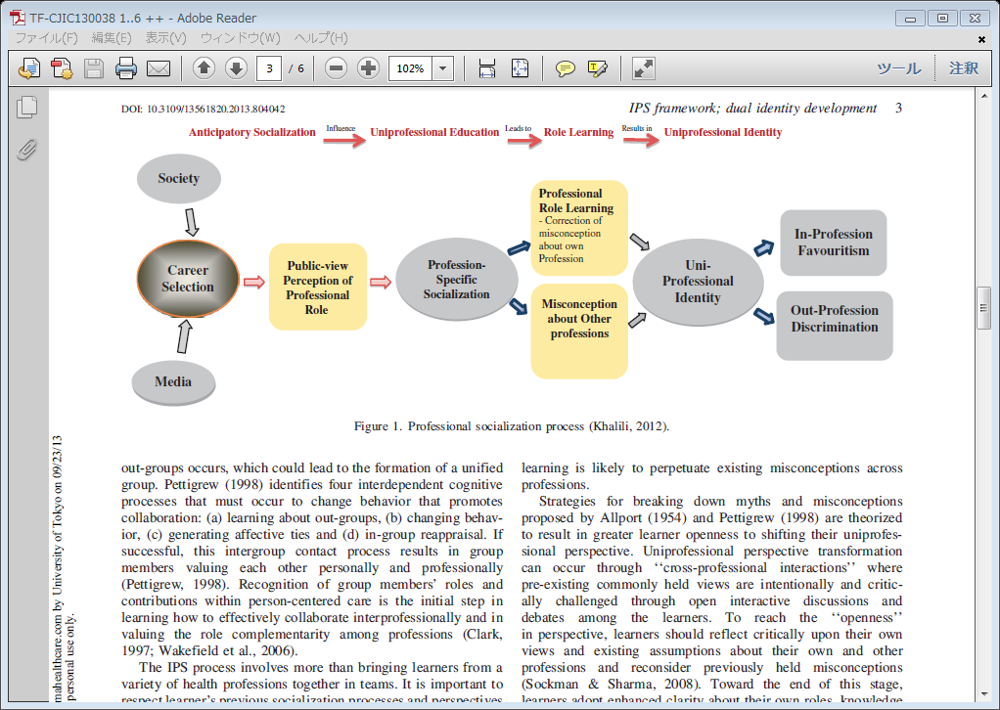 TF-CJIC130038 1..6 ++ - Adobe Reader
ファイル(F) 編集(E) 表示(V) ウィンドウ(W) ヘルプ(H)
3 / 6 102% ツール 注釈
DOI: 10.3109/13561820.2013.804042
IPS framework; dual identity development 3
Anticipatory Socialization Influence Uniprofessional Education Leads to Role Learning Results in Uniprofessional Identity
Society
Career
Selection
Media
Public-view
Perception of
Professional
Role
Profession-
Specific
Socialization
Professional
Role Learning
- Correction of
misconception
about own
Profession
Misconception
about Other
professions
Uni-
Professional
Identity
In-Profession
Favouritism
Out-Profession
Discrimination
Figure 1. Professional socialization process (Khalili, 2012).
out-groups occurs, which could lead to the formation of a unified
group. Pettigrew (1998) identifies four interdependent cognitive
processes that must occur to change behavior that promotes
collaboration: (a) learning about out-groups, (b) changing behav-
ior, (c) generating affective ties and (d) in-group reappraisal. If
successful, this intergroup contact process results in group
members valuing each other personally and professionally
(Pettigrew, 1998). Recognition of group members' roles and
contributions within person-centered care is the initial step in
learning how to effectively collaborate interprofessionally and in
valuing the role complementarity among professions (Clark,
1997; Wakefield et al., 2006).
The IPS process involves more than bringing learners from a
variety of health professions together in teams. It is important to
respect learner's previous socialization processes and perspectives
learning is likely to perpetuate existing misconceptions across
professions.
Strategies for breaking down myths and misconceptions
proposed by Allport (1954) and Pettigrew (1998) are theorized
to result in greater learner openness to shifting their uniprofes-
sional perspective. Uniprofessional perspective transformation
can occur through ‘‘cross-professional interactions’’ where
pre-existing commonly held views are intentionally and critic-
ally challenged through open interactive discussions and
debates among the learners. To reach the ‘‘openness’’
in perspective, learners should reflect critically upon their own
views and existing assumptions about their own and other
professions and reconsider previously held misconceptions
(Sockman & Sharma, 2008). Toward the end of this stage,
learners adopt enhanced clarity about their own roles, knowledge
mahealthcare.com by University of Tokyo on 09/23/13
personal use only.